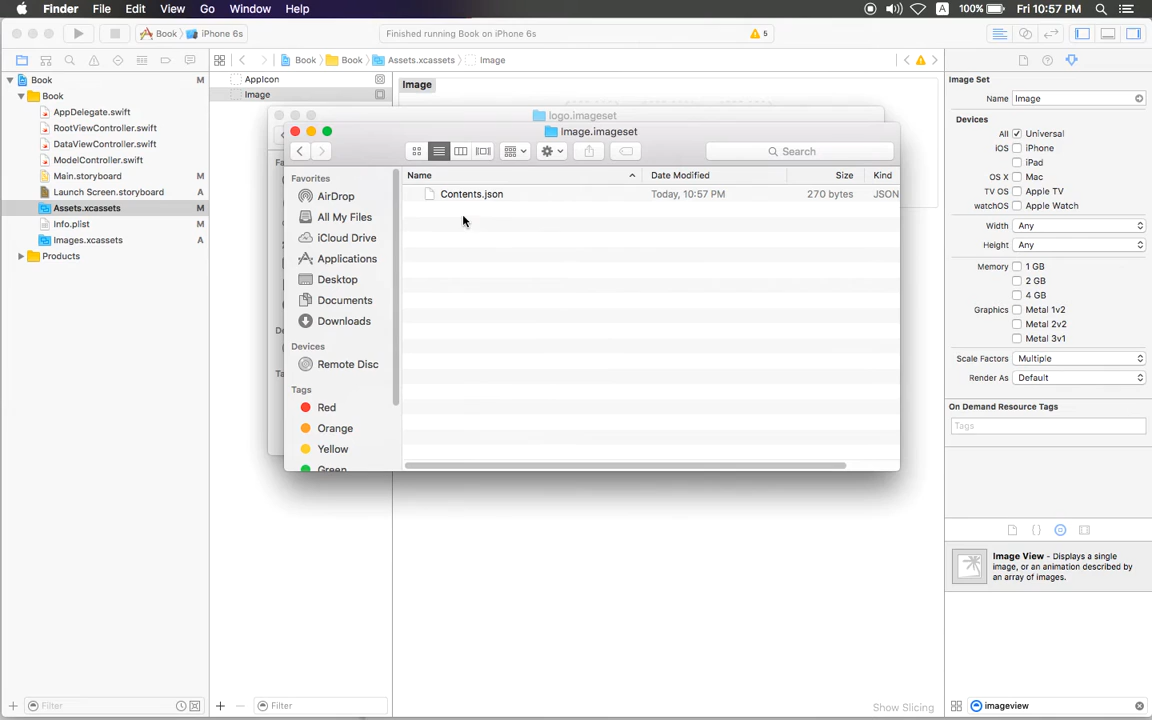 Finder File Edit View Go Window Help
A 100% Fri 10:57 PM
Book iPhone 6s
Finished running Book on iPhone 6s
5
Book M
Book
AppDelegate.swift
RootViewController.swift
DataViewController.swift
ModelController.swift
Main.storyboard M
Launch Screen.storyboard A
Assets.xcassets M
Info.plist M
Images.xcassets A
Products
Filter
Book Book Assets.xcassets Image
AppIcon
Image
Filter
Image
Show Slicing
logo.imageset
Image.imageset
Search
Favorites
AirDrop
All My Files
iCloud Drive
Applications
Desktop
Documents
Downloads
Devices
Remote Disc
Tags
Red
Orange
Yellow
Green
Name Date Modified Size Kind
Contents.json Today, 10:57 PM 270 bytes JSON
Image Set
Name Image
Devices
All Universal
iOS iPhone
iPad
OS X Mac
TV OS Apple TV
watchOS Apple Watch
Width Any
Height Any
Memory 1 GB
2 GB
4 GB
Graphics Metal 1v2
Metal 2v2
Metal 3v1
Scale Factors Multiple
Render As Default
On Demand Resource Tags
Tags
Image View - Displays a single
image, or an animation described by
an array of images.
imageview